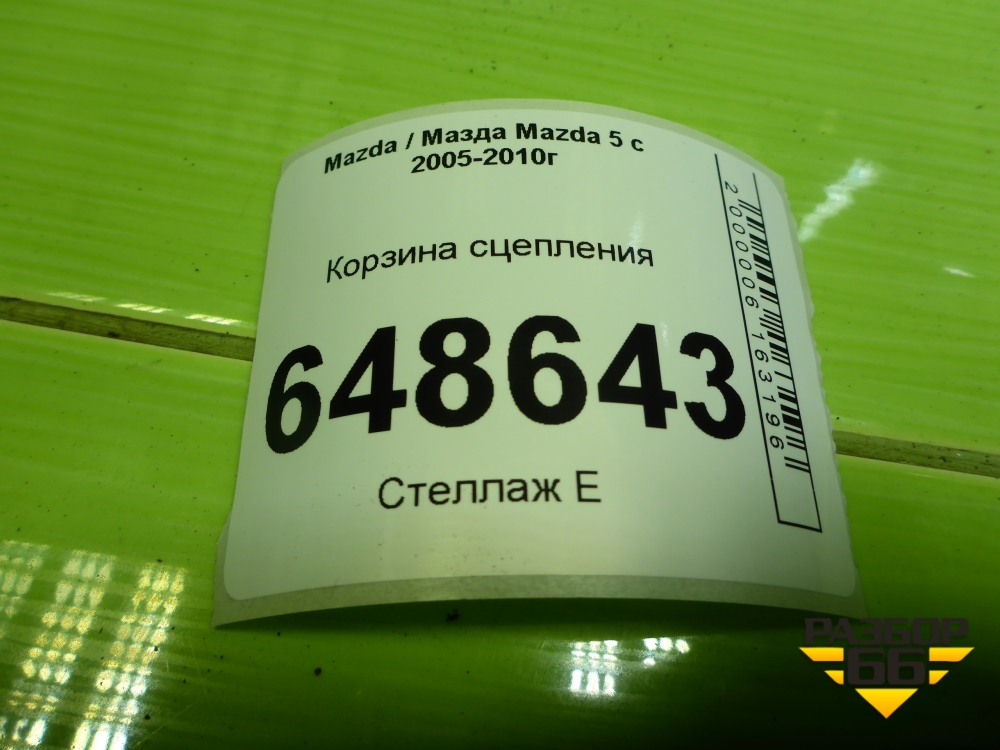 Mazda / Мазда Mazda 5 с
2005-2010г
Корзина сцепления
648643
Стеллаж Е
2000006163196
РАЗБОР
66